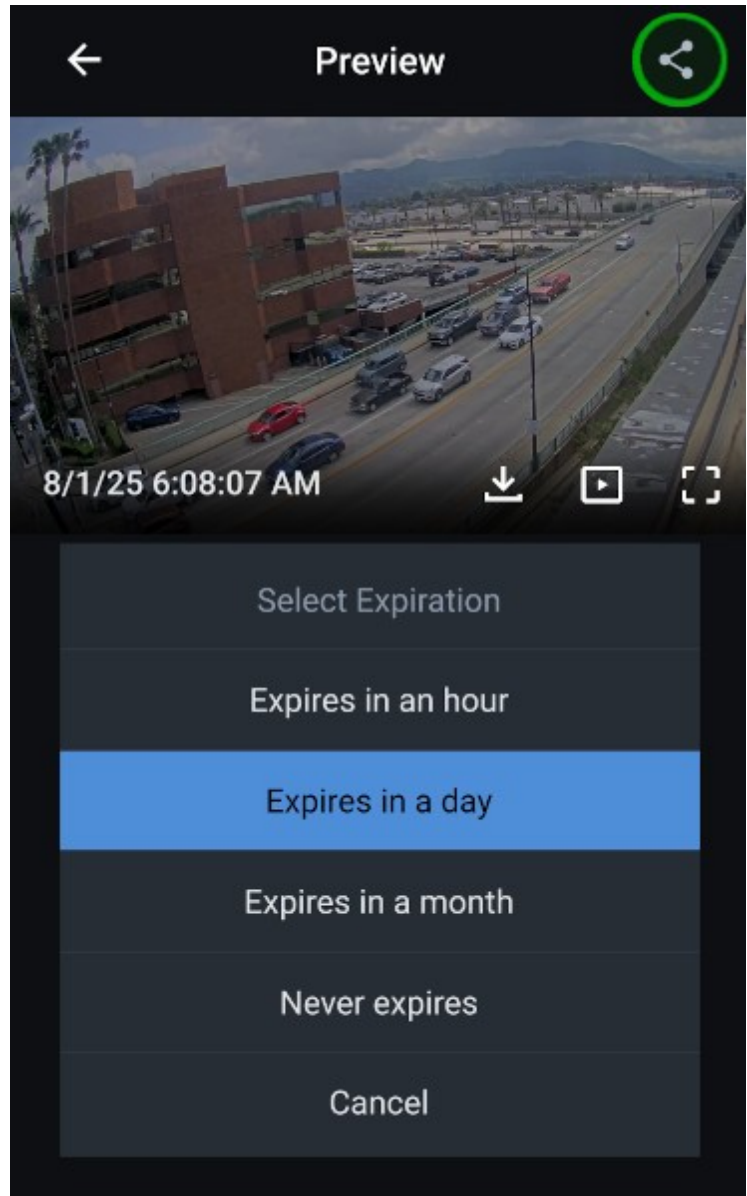 Preview
8/1/25 6:08:07 AM
Select Expiration
Expires in an hour
Expires in a day
Expires in a month
Never expires
Cancel